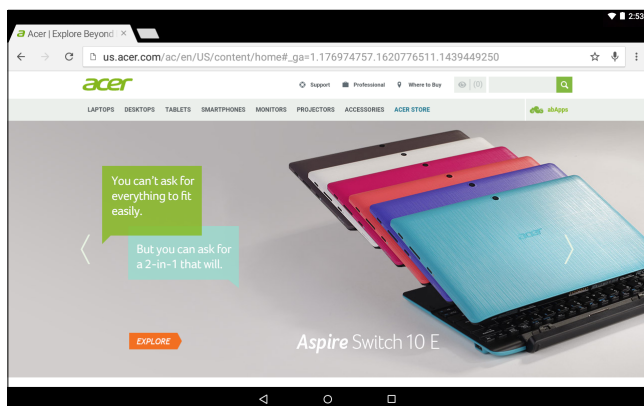 2:53
Acer | Explore Beyond
us.acer.com/ac/en/US/content/home#_ga=1.176974757.1620776511.1439449250
acer
Support
Professional
Where to Buy
(0)
LAPTOPS DESKTOPS TABLETS SMARTPHONES MONITORS PROJECTORS ACCESSORIES ACER STORE
abApps
You can't ask for
everything to fit
easily.
But you can ask for
a 2-in-1 that will.
acer
EXPLORE
Aspire Switch 10 E